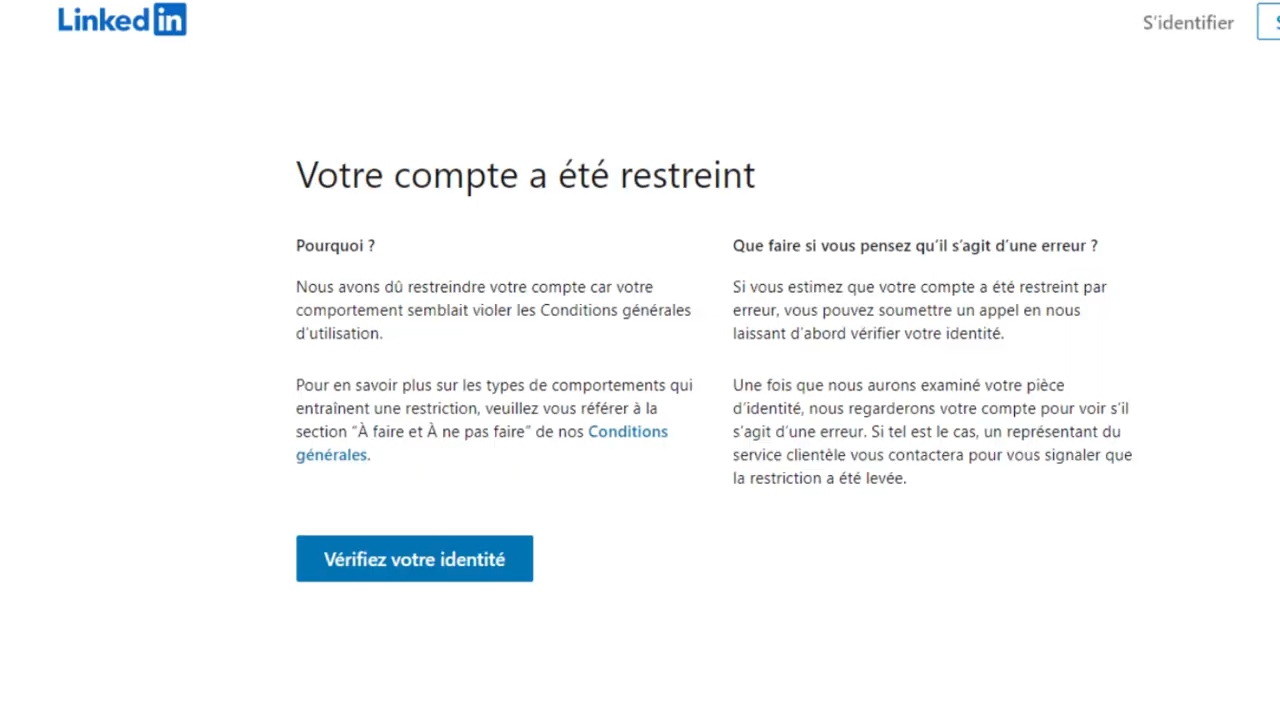 Linked in
S'identifier
Votre compte a été restreint
Pourquoi ?
Nous avons dû restreindre votre compte car votre
comportement semblait violer les Conditions générales
d'utilisation.
Pour en savoir plus sur les types de comportements qui
entraînent une restriction, veuillez vous référer à la
section “À faire et À ne pas faire” de nos Conditions
générales.
Que faire si vous pensez qu'il s'agit d'une erreur ?
Si vous estimez que votre compte a été restreint par
erreur, vous pouvez soumettre un appel en nous
laissant d'abord vérifier votre identité.
Une fois que nous aurons examiné votre pièce
d'identité, nous regarderons votre compte pour voir s'il
s'agit d'une erreur. Si tel est le cas, un représentant du
service clientèle vous contactera pour vous signaler que
la restriction a été levée.
Vérifiez votre identité